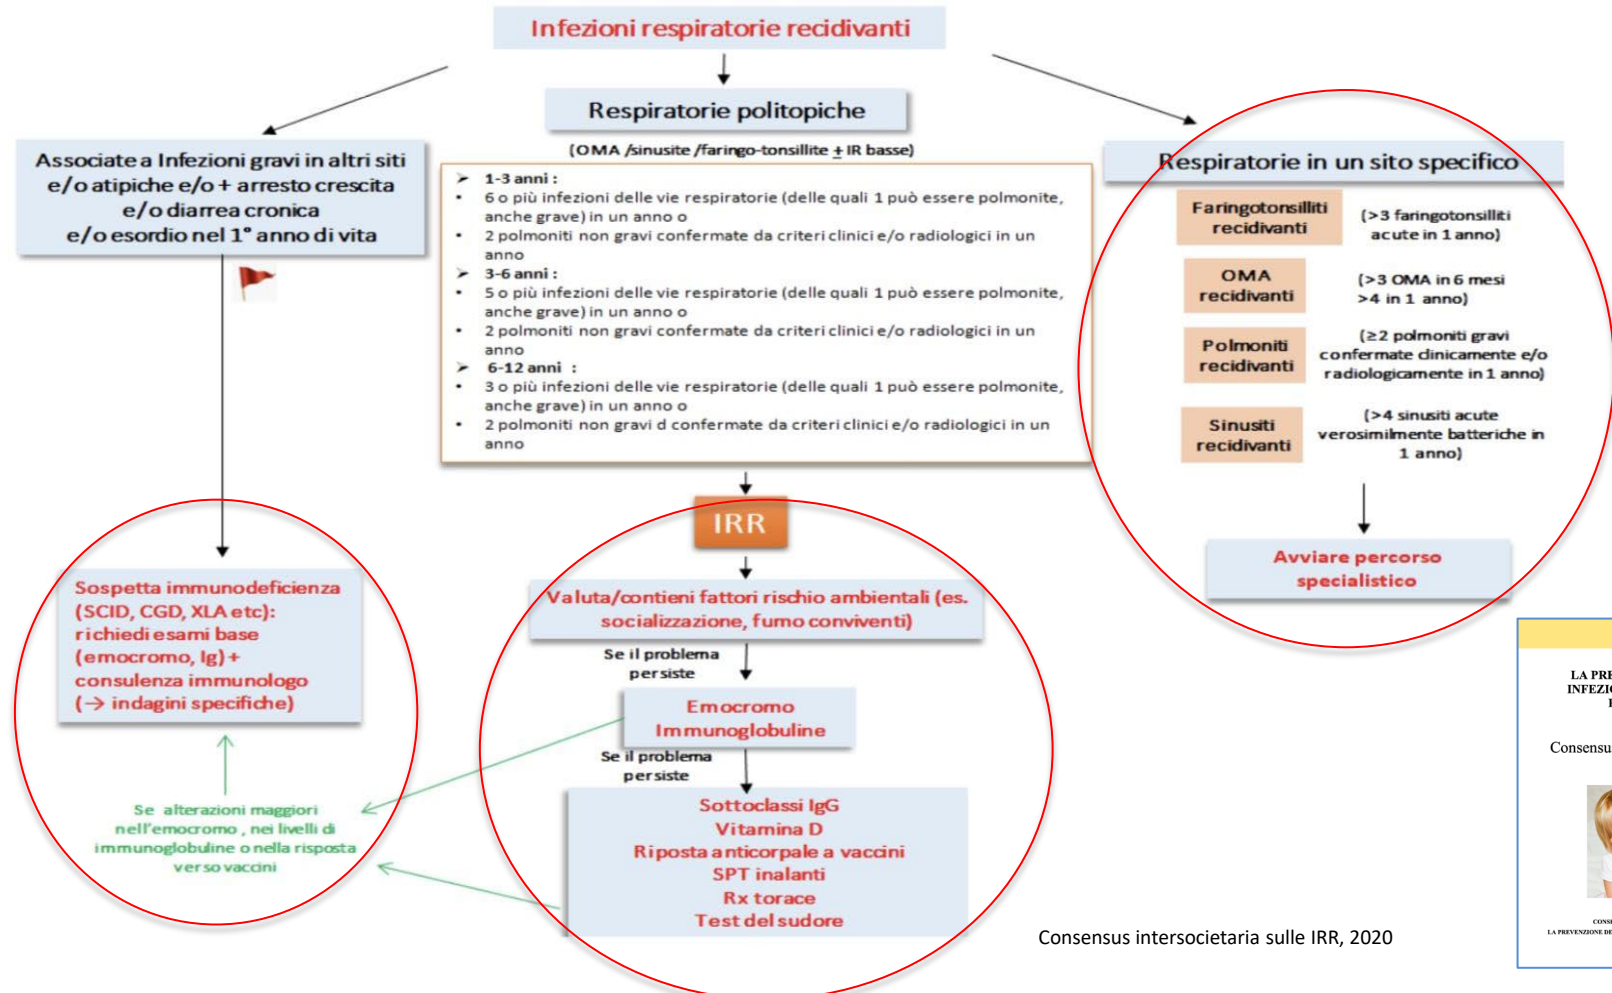 Infezioni respiratorie recidivanti
Associate a Infezioni gravi in altri siti
e/o atipiche e/o + arresto crescita
e/o diarrea cronica
e/o esordio nel 1° anno di vita
Respiratorie politopiche
(OMA /sinusite /faringo-tonsillite + IR basse)
➤ 1-3 anni :
• 6 o più infezioni delle vie respiratorie (delle quali 1 può essere polmonite,
anche grave) in un anno o
• 2 polmoniti non gravi confermate da criteri clinici e/o radiologici in un
anno
➤ 3-6 anni :
• 5 o più infezioni delle vie respiratorie (delle quali 1 può essere polmonite,
anche grave) in un anno o
• 2 polmoniti non gravi confermate da criteri clinici e/o radiologici in un
anno
➤ 6-12 anni :
• 3 o più infezioni delle vie respiratorie (delle quali 1 può essere polmonite,
anche grave) in un anno o
• 2 polmoniti non gravi d confermate da criteri clinici e/o radiologici in un
anno
Respiratorie in un sito specifico
Faringotonsilliti
recidivanti
(>3 faringotonsilliti
acute in 1 anno)
OMA
recidivanti
(>3 OMA in 6 mesi
>4 in 1 anno)
Polmoniti
recidivanti
(≥2 polmoniti gravi
confermate clinicamente e/o
radiologicamente in 1 anno)
Sinusiti
recidivanti
(>4 sinusiti acute
verosimilmente batteriche in
1 anno)
Avviare percorso
specialistico
IRR
Valuta/contieni fattori rischio ambientali (es.
socializzazione, fumo conviventi)
Se il problema
persiste
Emocromo
Immunoglobuline
Se il problema
persiste
Sottoclassi IgG
Vitamina D
Riposta anticorpale a vaccini
SPT inalanti
Rx torace
Test del sudore
Sospetta immunodeficienza
(SCID, CGD, XLA etc):
richiedi esami base
(emocromo, Ig) +
consulenza immunologo
(→ indagini specifiche)
Se alterazioni maggiori
nell'emocromo , nei livelli di
immunoglobuline o nella risposta
verso vaccini
Consensus intersocietaria sulle IRR, 2020
LA PRE
INFEZIO
Consensus
CONSE
LA PREVENZIONE DE